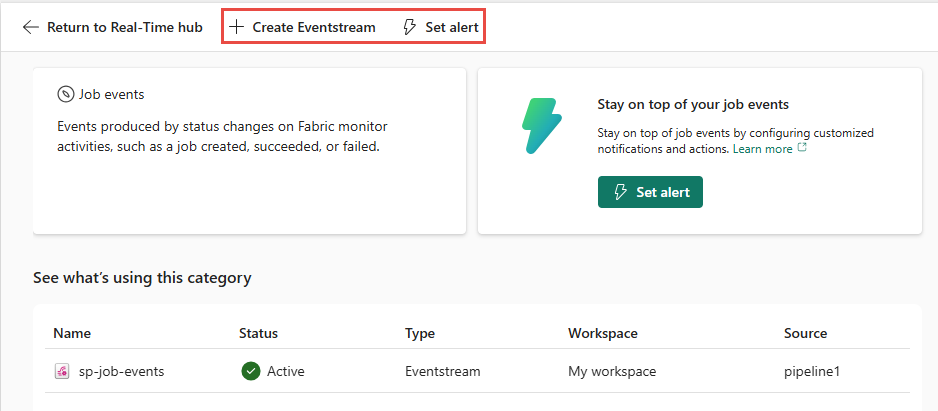 Return to Real-Time hub
Create Eventstream
Set alert
Job events
Events produced by status changes on Fabric monitor
activities, such as a job created, succeeded, or failed.
Stay on top of your job events
Stay on top of job events by configuring customized
notifications and actions. Learn more
Set alert
See what’s using this category
Name Status Type Workspace Source
sp-job-events Active Eventstream My workspace pipeline1